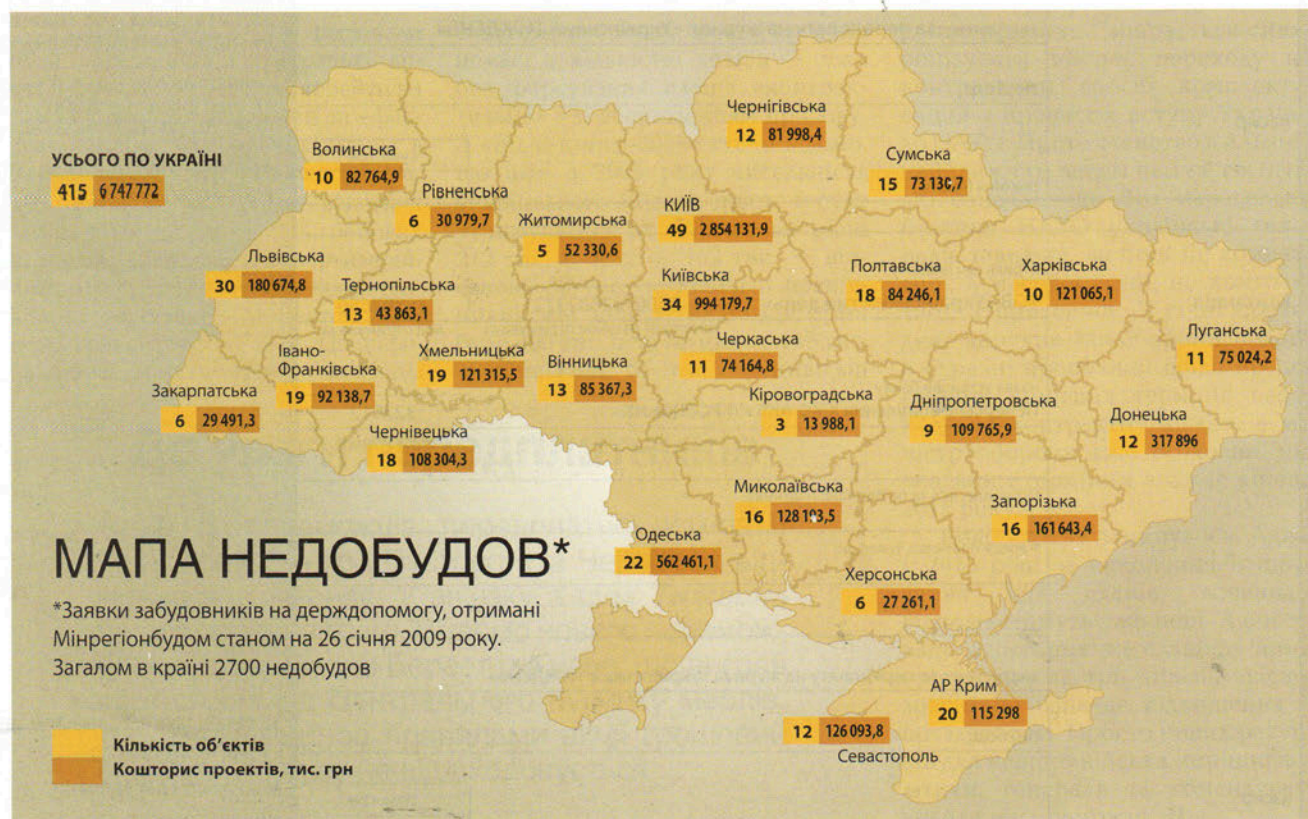 УСЬОГО ПО УКРАЇНІ
415 6 747 772
Волинська
10 82 764,9
Рівненська
6 30 979,7
Житомирська
5 52 330,6
КИЇВ
49 2 854 131,9
Чернігівська
12 81 998,4
Сумська
15
Львівська
30 180 674,8
Тернопільська
13 43 863,1
Київська
34 994 179,7
Полтавська
18 84 246,1
Харківська
10 121 065,1
Луганська
11 75 024,2
Закарпатська
6 29 491,3
Івано-
Франківська
19 92 138,7
Хмельницька
19 121 315,5
Вінницька
13 85 367,3
Черкаська
11 74 164,8
Кіровоградська
3 13 988,1
Дніпропетровська
9 109 765,9
Донецька
12 317 896
Чернівецька
18 108 304,3
Миколаївська
16
Запорізька
16 161 643,4
Одеська
22 562 461,1
Херсонська
6 27 261,1
АР Крим
20 115 298
12 126 093,8
Севастополь
МАПА НЕДОБУДОВ*
*Заявки забудовників на держдопомогу, отримані
Мінрегіонбудом станом на 26 січня 2009 року.
Загалом в країні 2700 недобудов
Кількість об’єктів
Кошторис проектів, тис. грн